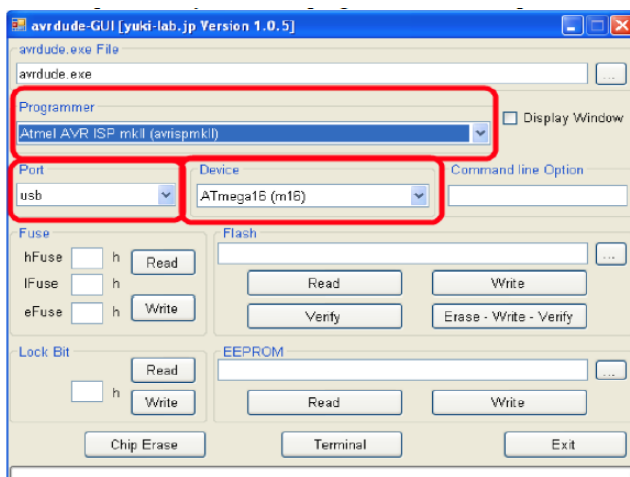 avrdude-GUI [yuki-lab.jp Version 1.0.5]
avrdude.exe File
avrdude.exe
...
Programmer
Atmel AVR ISP mkII (avrispmkII)
Display Window
Port
Device
Command line Option
usb
ATmega16 (m16)
Fuse
Flash
hFuse h Read
...
lFuse h
Read Write
eFuse h Write
Verify Erase - Write - Verify
Lock Bit
EEPROM
Read
...
h Write
Read Write
Chip Erase Terminal Exit